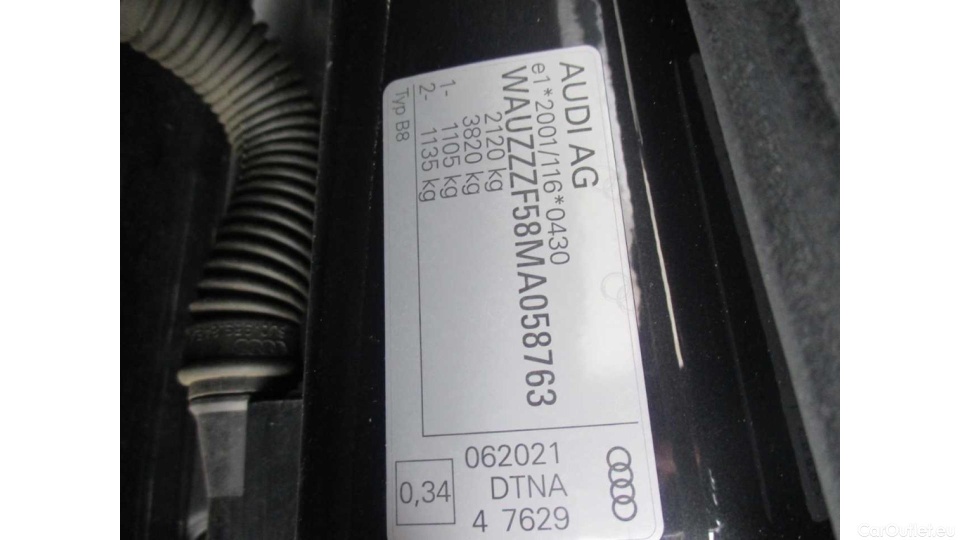 AUDI AG
e1*2001/116*0430
WAUZZZF58MA058763
2120 kg
3820 kg
1- 1105 kg
2- 1135 kg
Typ B8
062021
0,34
DTNA
4 7629
CarOutlet.eu